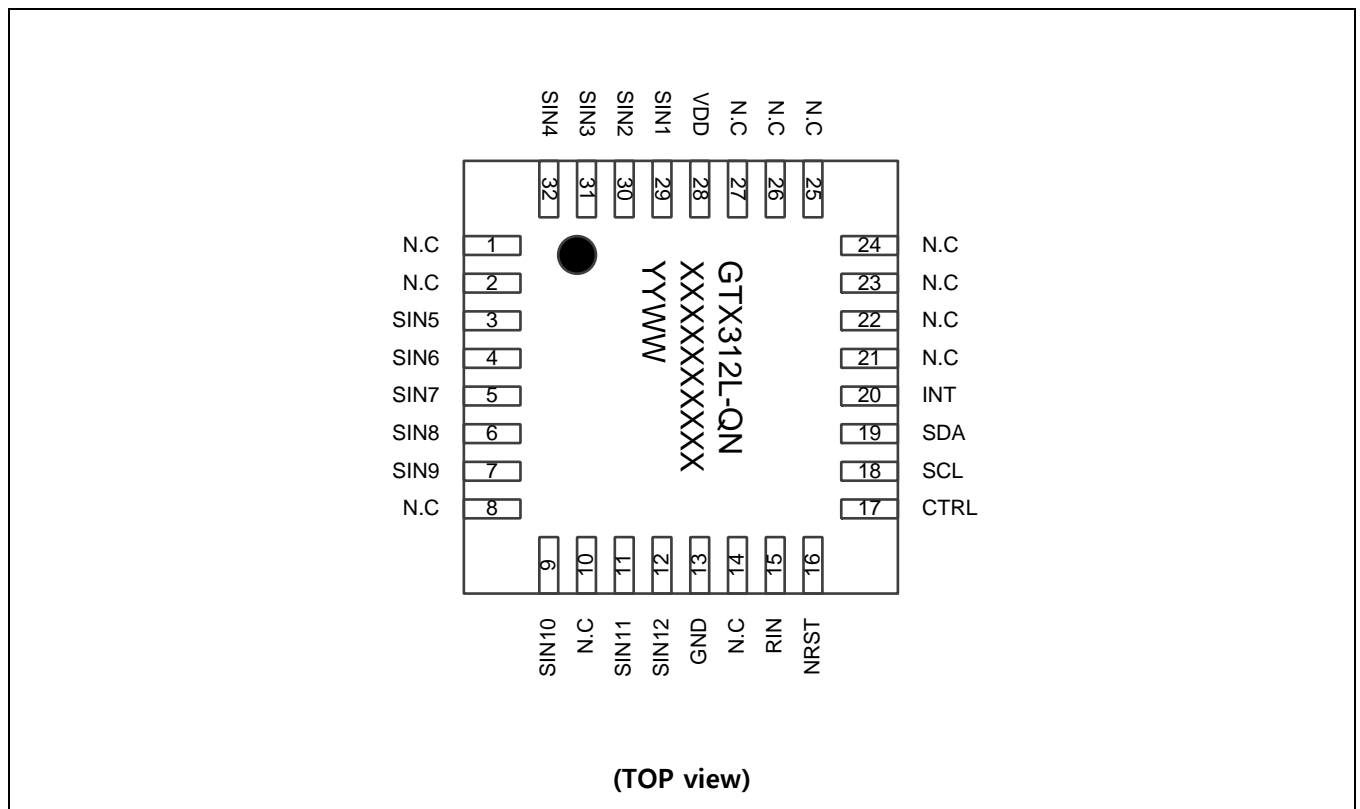 SIN4
SIN3
SIN2
SIN1
VDD
N.C
N.C
N.C
32
31
30
29
28
27
26
25
N.C 1
N.C 2
SIN5 3
SIN6 4
SIN7 5
SIN8 6
SIN9 7
N.C 8
GTX312L-QN
XXXXXXXXXX
YYWW
24 N.C
23 N.C
22 N.C
21 N.C
20 INT
19 SDA
18 SCL
17 CTRL
9
10
11
12
13
14
15
16
SIN10
N.C
SIN11
SIN12
GND
N.C
RIN
NRST
(TOP view)